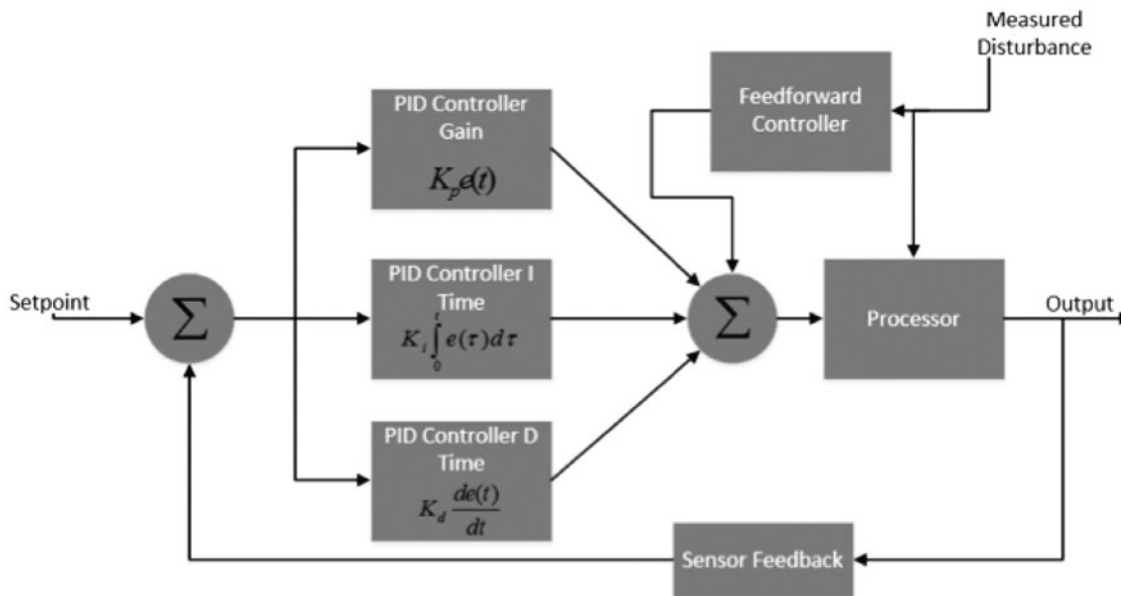 Measured
Disturbance
PID Controller
Gain
K_p e(t)
Feedforward
Controller
Setpoint
Σ
PID Controller I
Time
K_i ∫_0^t e(τ)dτ
Σ
Processor
Output
PID Controller D
Time
K_d de(t)/dt
Sensor Feedback